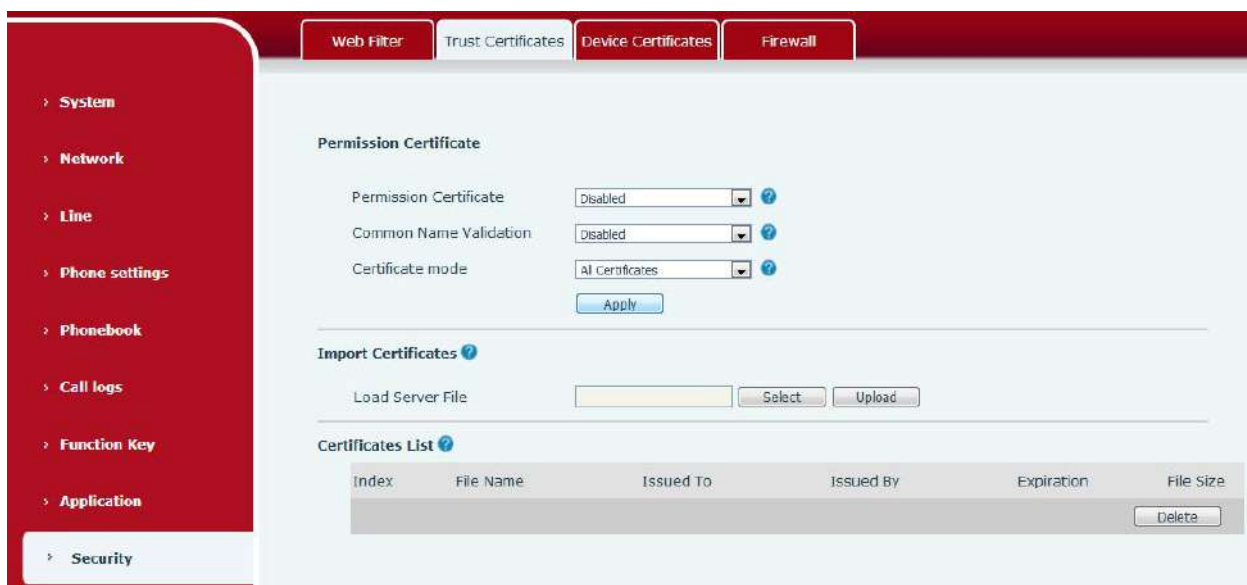 Web Filter Trust Certificates Device Certificates Firewall
System
Network
Line
Phone settings
Phonebook
Call logs
Function Key
Application
Security
Permission Certificate
Permission Certificate Disabled
Common Name Validation Disabled
Certificate mode All Certificates
Apply
Import Certificates
Load Server File Select Upload
Certificates List
Index File Name Issued To Issued By Expiration File Size
Delete